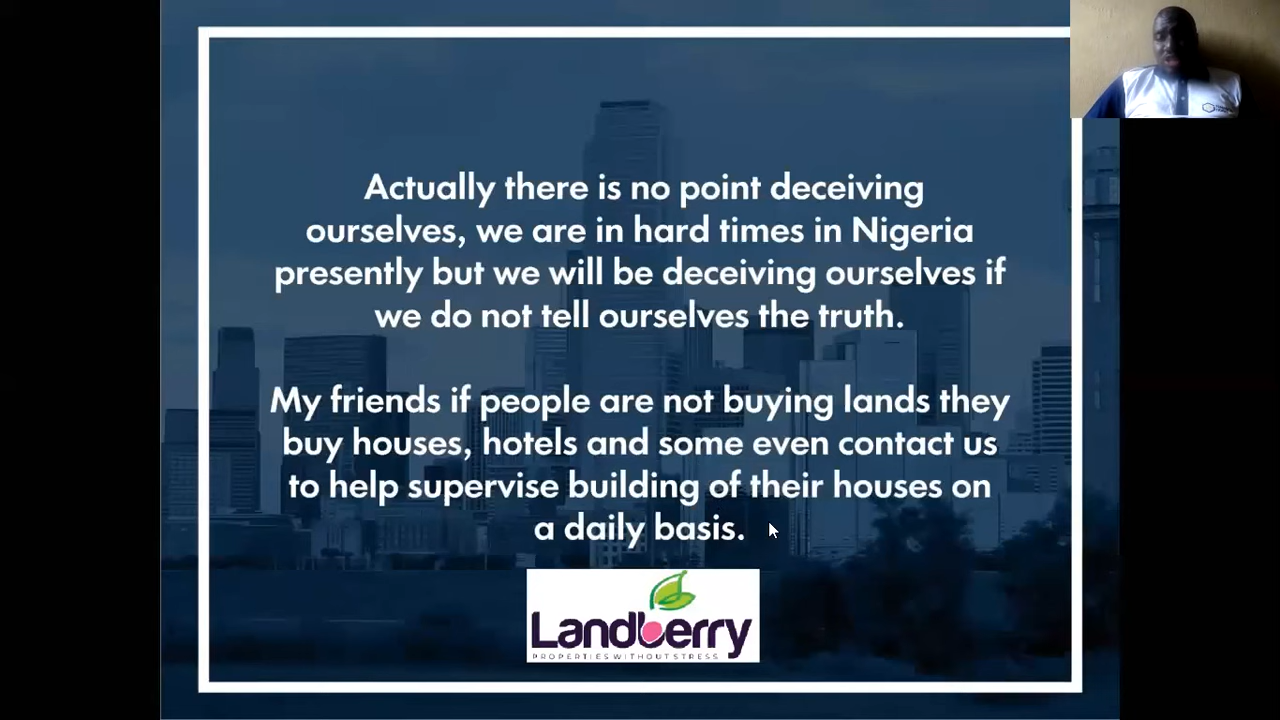 Actually there is no point deceiving
ourselves, we are in hard times in Nigeria
presently but we will be deceiving ourselves if
we do not tell ourselves the truth.
My friends if people are not buying lands they
buy houses, hotels and some even contact us
to help supervise building of their houses on
a daily basis.
Landberry
PROPERTIES WITHOUT STRESS